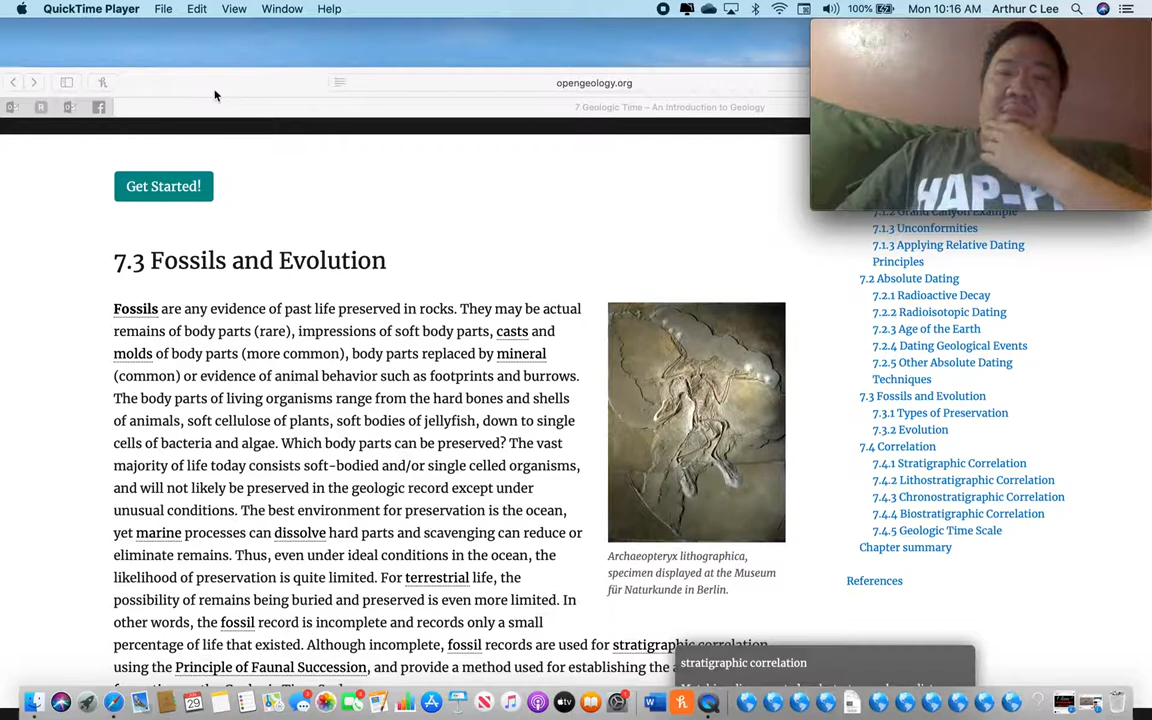 QuickTime Player File Edit View Window Help 100% Mon 10:16 AM Arthur C Lee
opengeology.org
7 Geologic Time – An Introduction to Geology
HAP-P
Get Started!
7.3 Fossils and Evolution
Fossils are any evidence of past life preserved in rocks. They may be actual
remains of body parts (rare), impressions of soft body parts, casts and
molds of body parts (more common), body parts replaced by mineral
(common) or evidence of animal behavior such as footprints and burrows.
The body parts of living organisms range from the hard bones and shells
of animals, soft cellulose of plants, soft bodies of jellyfish, down to single
cells of bacteria and algae. Which body parts can be preserved? The vast
majority of life today consists soft-bodied and/or single celled organisms,
and will not likely be preserved in the geologic record except under
unusual conditions. The best environment for preservation is the ocean,
yet marine processes can dissolve hard parts and scavenging can reduce or
eliminate remains. Thus, even under ideal conditions in the ocean, the
likelihood of preservation is quite limited. For terrestrial life, the
possibility of remains being buried and preserved is even more limited. In
other words, the fossil record is incomplete and records only a small
percentage of life that existed. Although incomplete, fossil records are used for stratigraphic correlation,
using the Principle of Faunal Succession, and provide a method used for establishing the
Archaeopteryx lithographica,
specimen displayed at the Museum
für Naturkunde in Berlin.
7.1.2 Grand Canyon Example
7.1.3 Unconformities
7.1.3 Applying Relative Dating
Principles
7.2 Absolute Dating
7.2.1 Radioactive Decay
7.2.2 Radioisotopic Dating
7.2.3 Age of the Earth
7.2.4 Dating Geological Events
7.2.5 Other Absolute Dating
Techniques
7.3 Fossils and Evolution
7.3.1 Types of Preservation
7.3.2 Evolution
7.4 Correlation
7.4.1 Stratigraphic Correlation
7.4.2 Lithostratigraphic Correlation
7.4.3 Chronostratigraphic Correlation
7.4.4 Biostratigraphic Correlation
7.4.5 Geologic Time Scale
Chapter summary
References
stratigraphic correlation